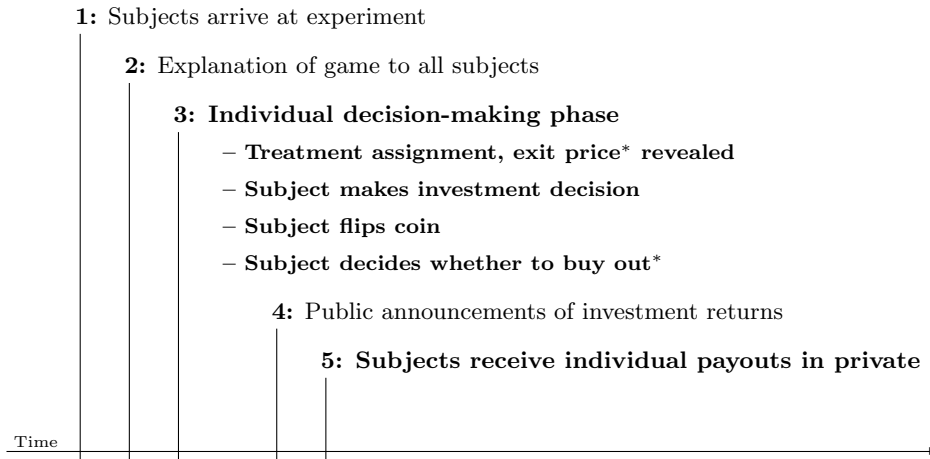 1: Subjects arrive at experiment
2: Explanation of game to all subjects
3: Individual decision-making phase
– Treatment assignment, exit price* revealed
– Subject makes investment decision
– Subject flips coin
– Subject decides whether to buy out*
4: Public announcements of investment returns
5: Subjects receive individual payouts in private
Time